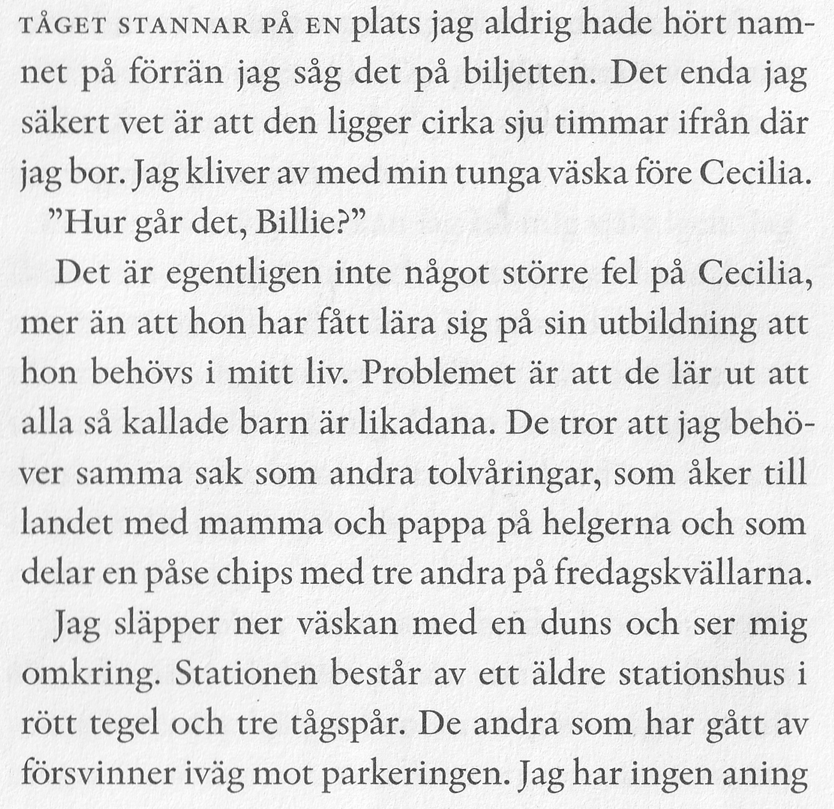 TÅGET STANNAR PÅ EN plats jag aldrig hade hört nam-
net på förrän jag såg det på biljetten. Det enda jag
säkert vet är att den ligger cirka sju timmar ifrån där
jag bor. Jag kliver av med min tunga väska före Cecilia.
”Hur går det, Billie?”
Det är egentligen inte något större fel på Cecilia,
mer än att hon har fått lära sig på sin utbildning att
hon behövs i mitt liv. Problemet är att de lär ut att
alla så kallade barn är likadana. De tror att jag behö-
ver samma sak som andra tolvåringar, som åker till
landet med mamma och pappa på helgerna och som
delar en påse chips med tre andra på fredagskvällarna.
Jag släpper ner väskan med en duns och ser mig
omkring. Stationen består av ett äldre stationshus i
rött tegel och tre tågspår. De andra som har gått av
försvinner iväg mot parkeringen. Jag har ingen aning